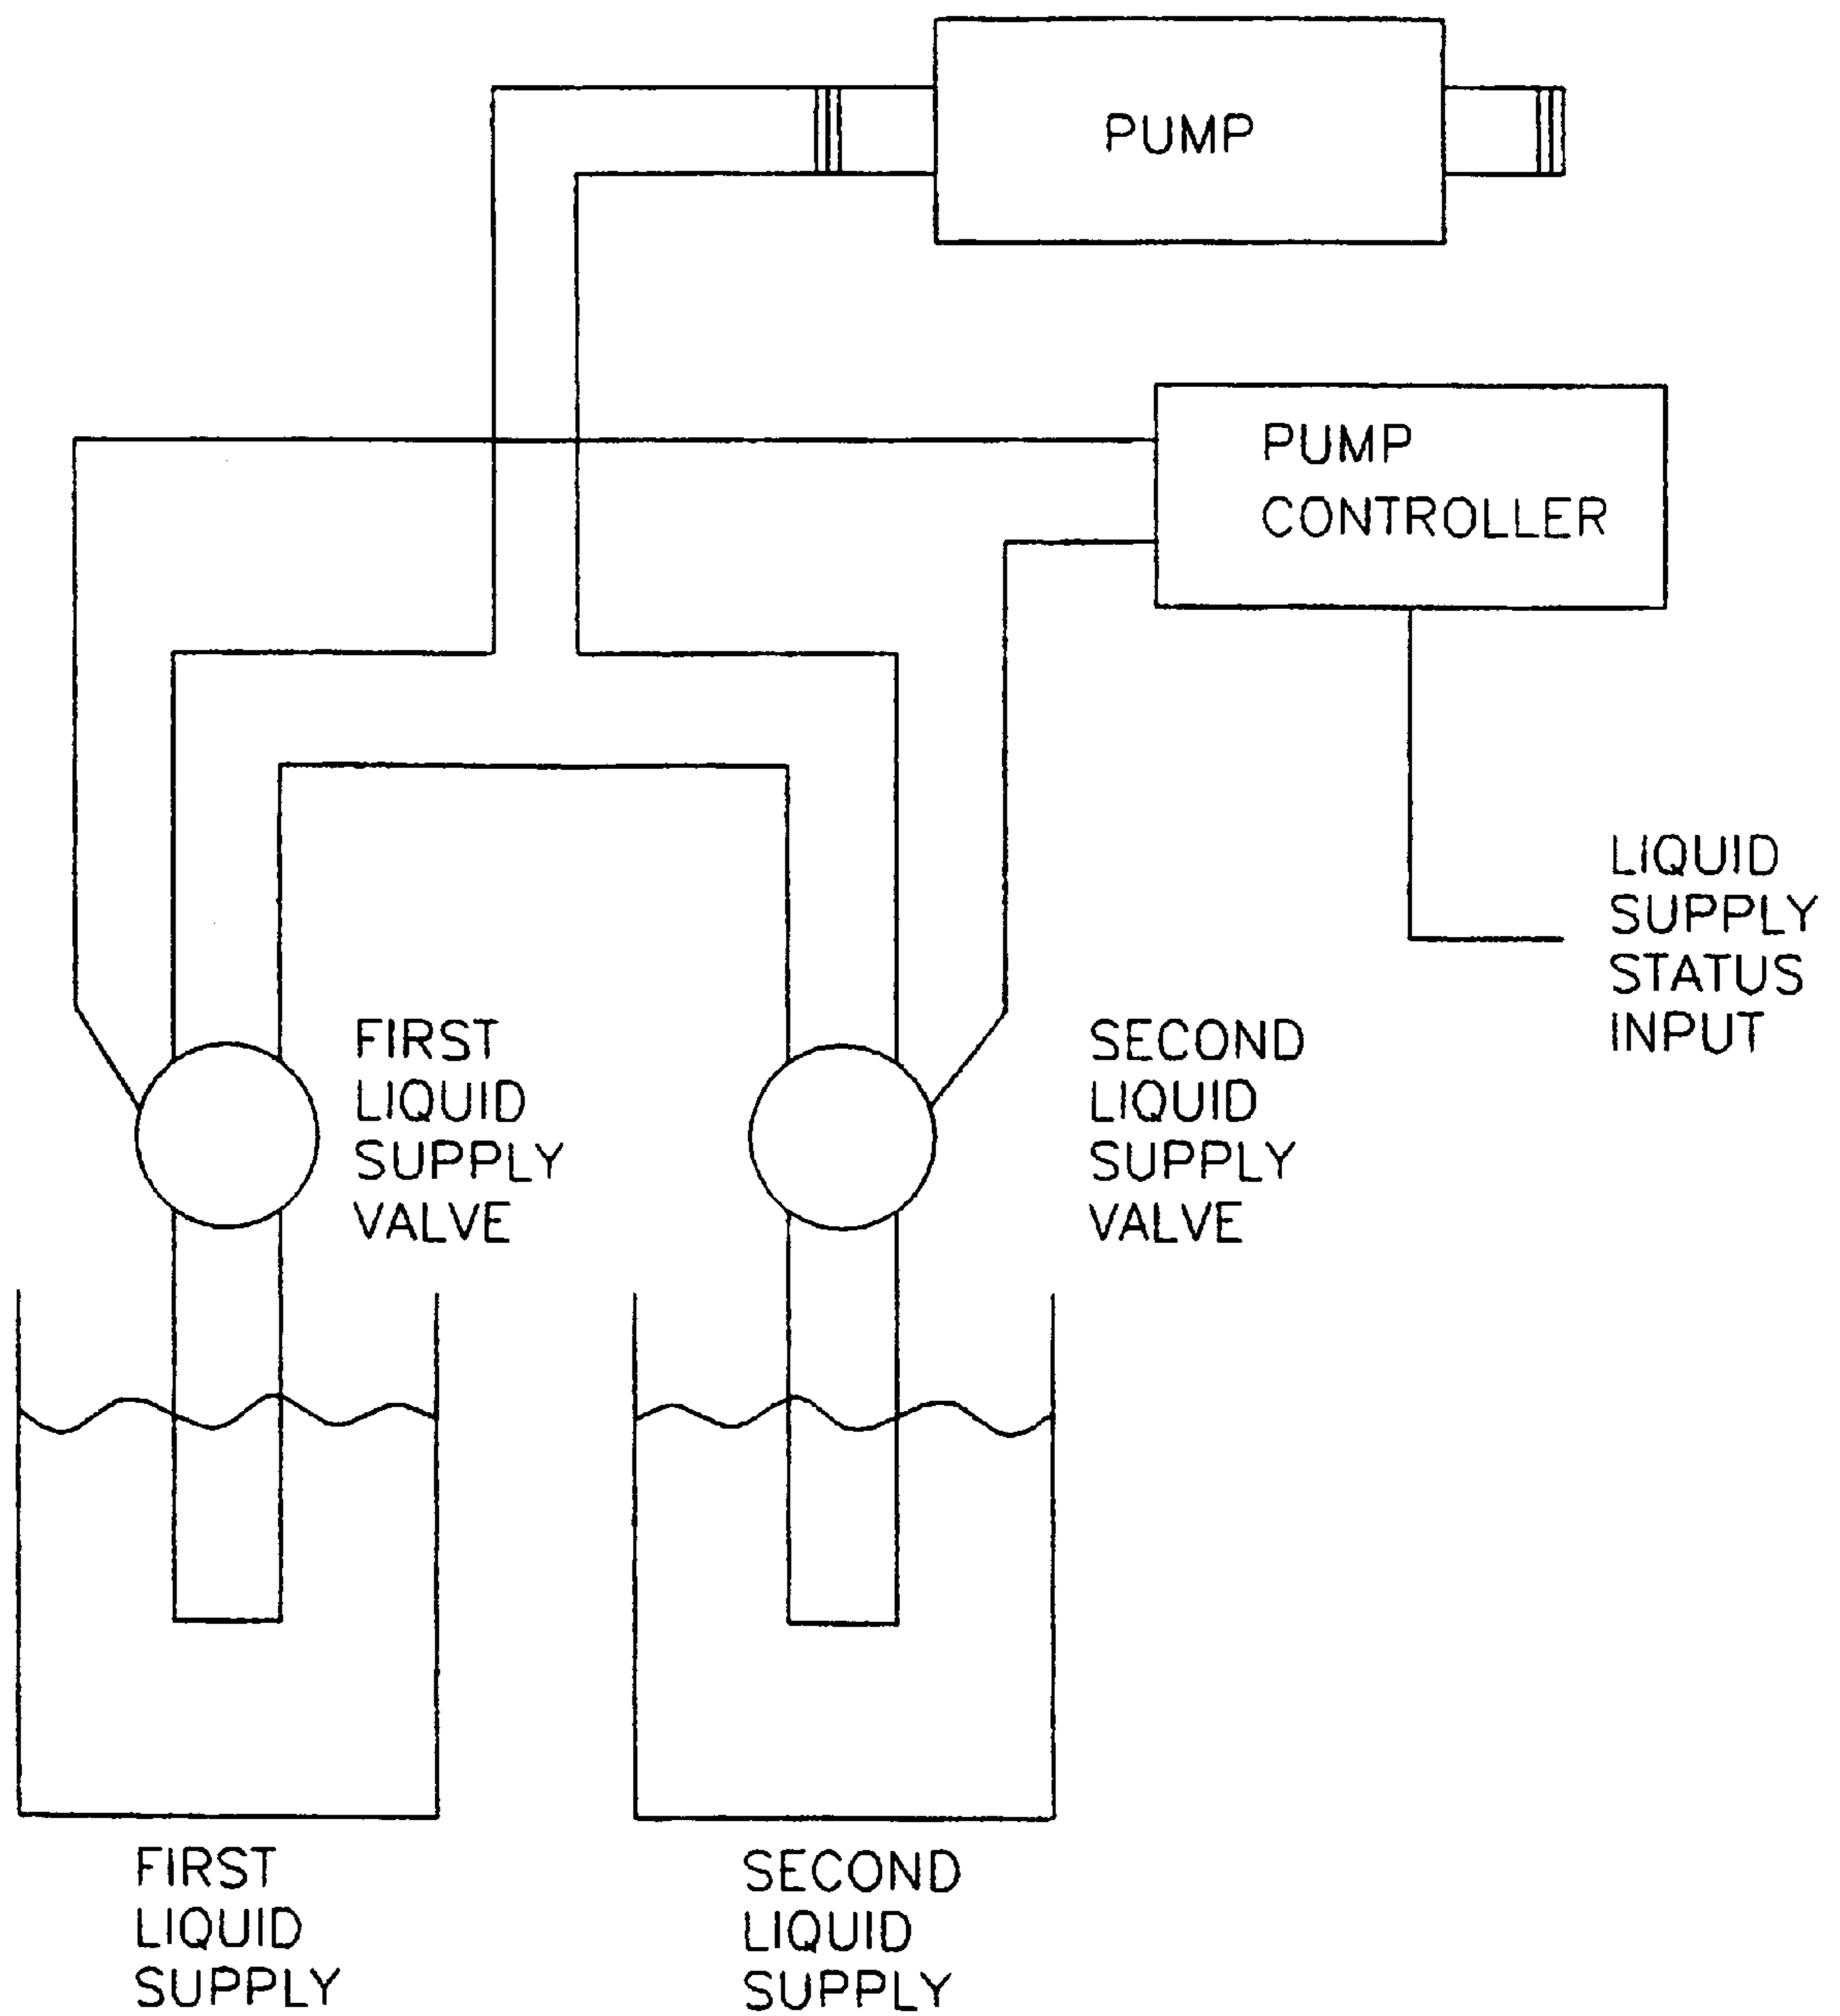 PUMP
PUMP
CONTROLLER
LIQUID
SUPPLY
STATUS
INPUT
FIRST
LIQUID
SUPPLY
VALVE
SECOND
LIQUID
SUPPLY
VALVE
FIRST
LIQUID
SUPPLY
SECOND
LIQUID
SUPPLY